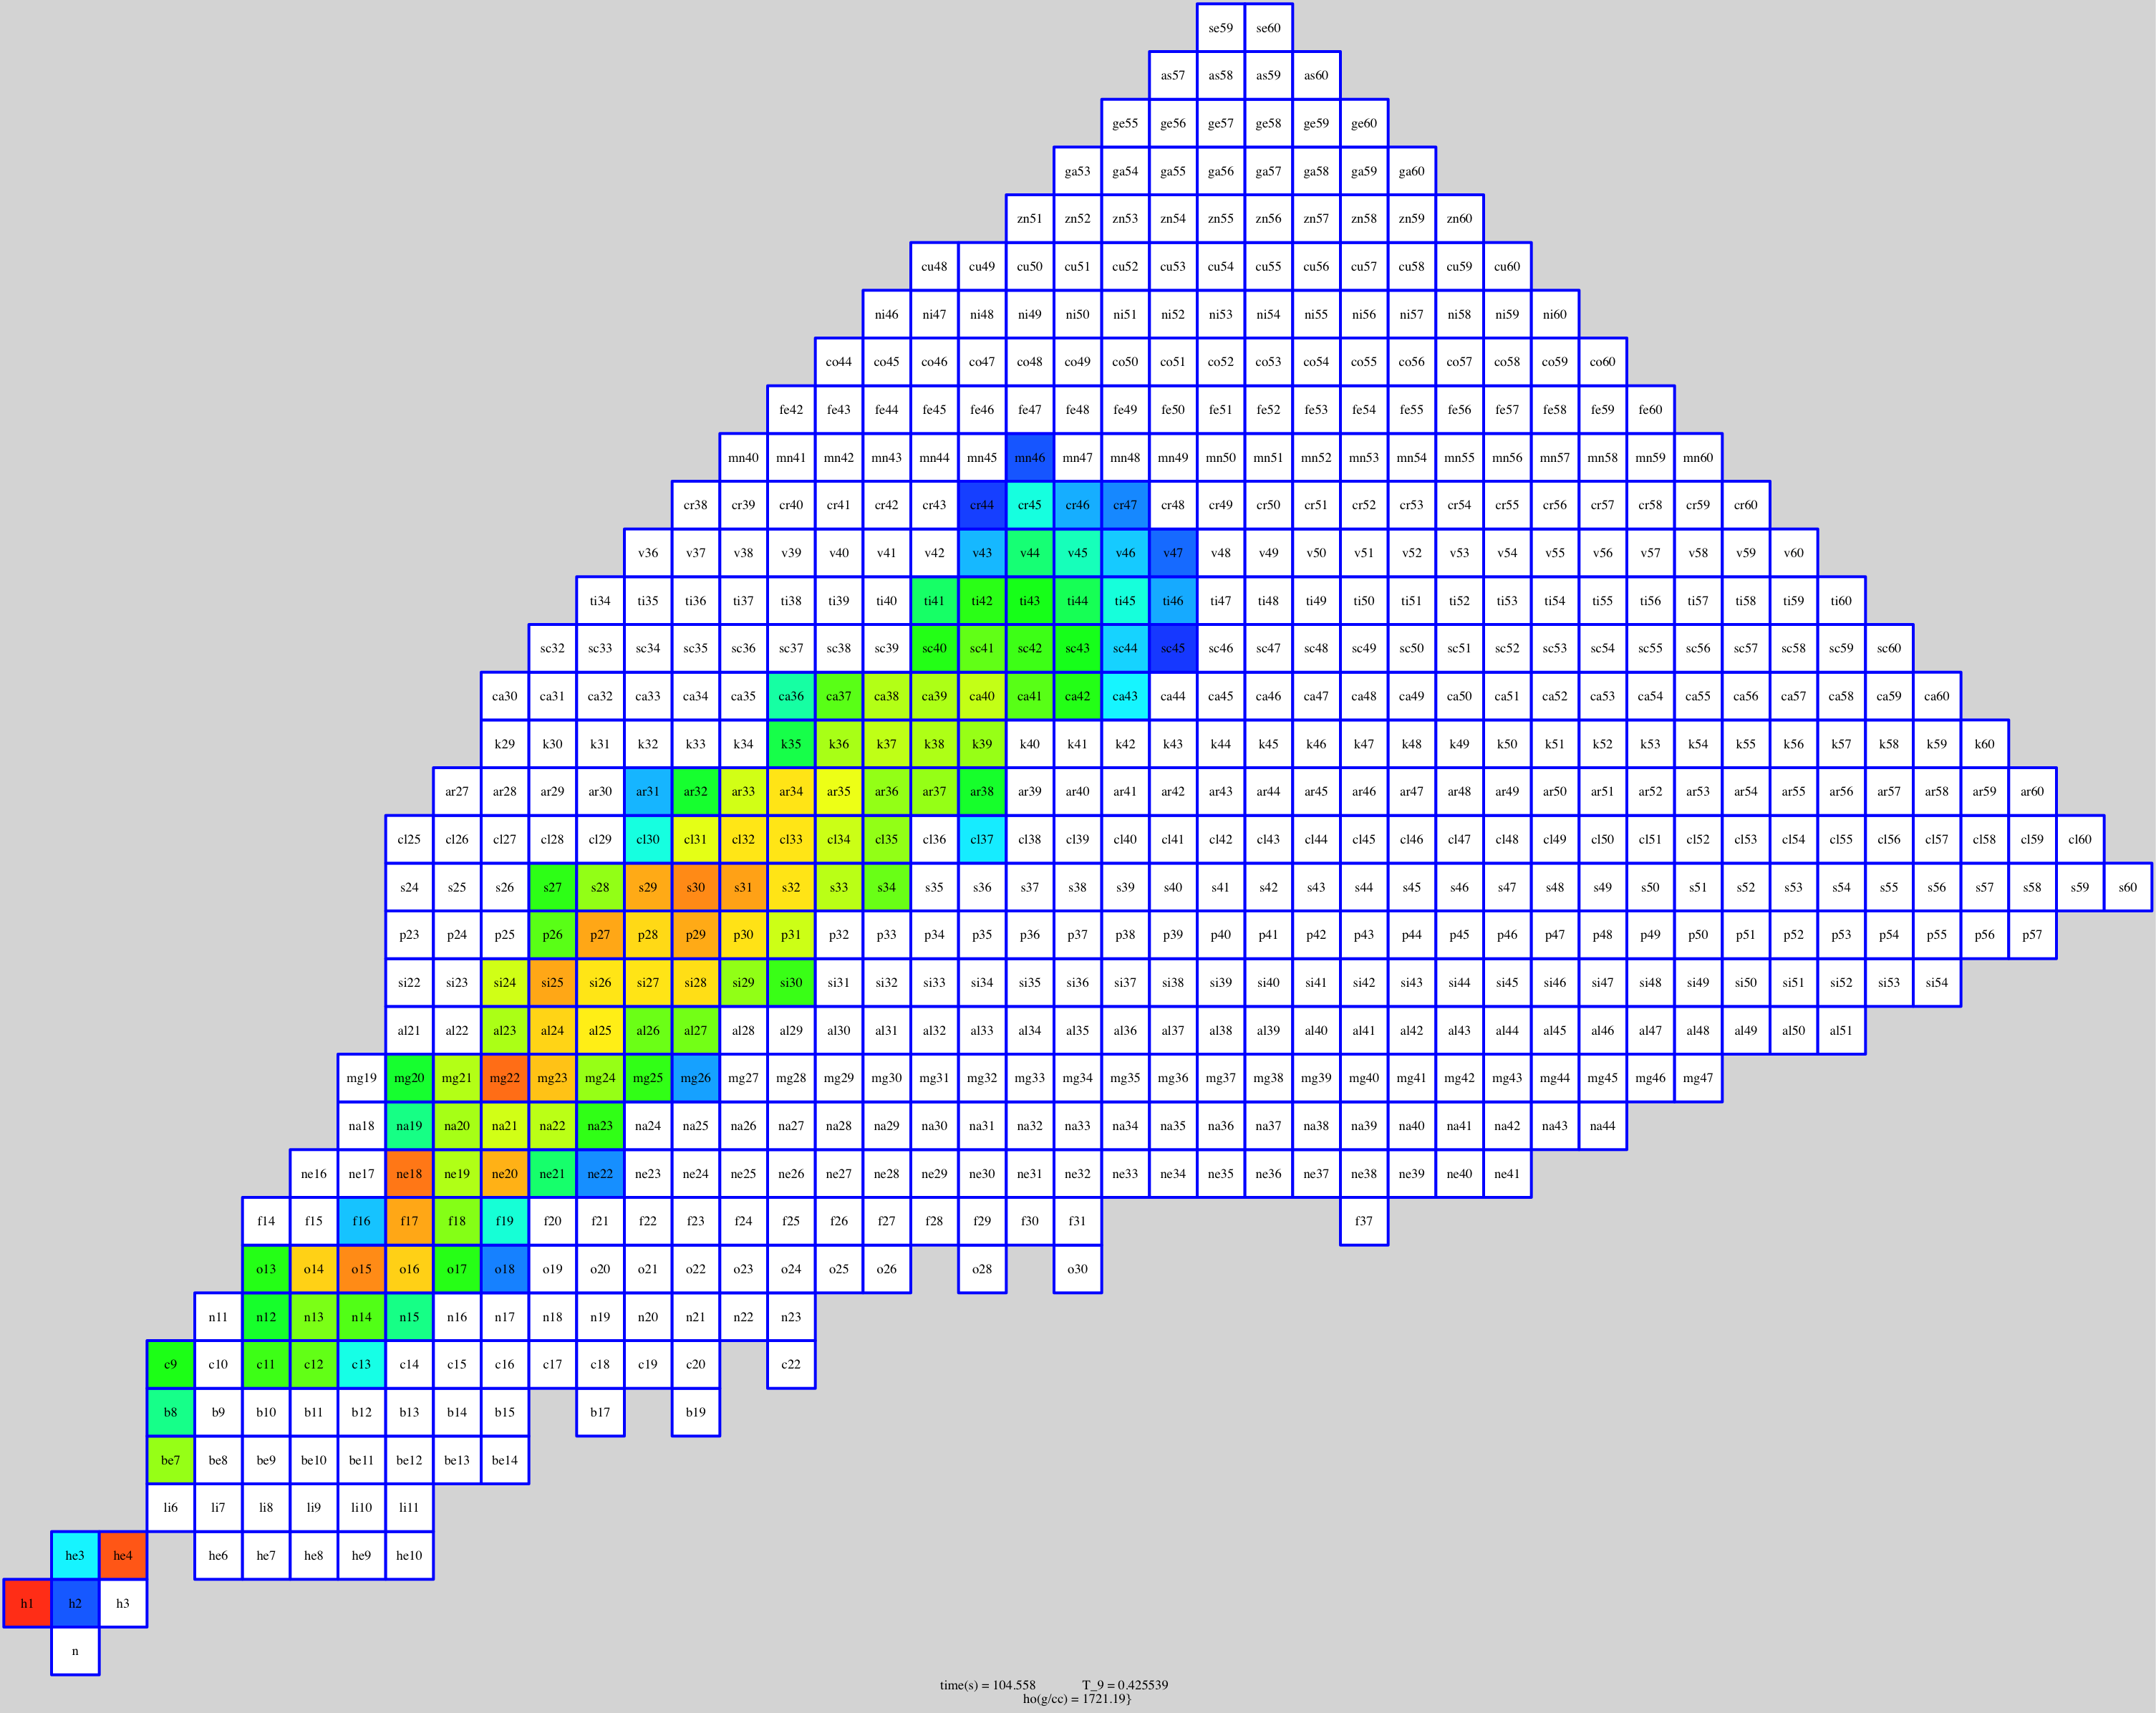 se59 se60
as57 as58 as59 as60
ge55 ge56 ge57 ge58 ge59 ge60
ga53 ga54 ga55 ga56 ga57 ga58 ga59 ga60
zn51 zn52 zn53 zn54 zn55 zn56 zn57 zn58 zn59 zn60
cu48 cu49 cu50 cu51 cu52 cu53 cu54 cu55 cu56 cu57 cu58 cu59 cu60
ni46 ni47 ni48 ni49 ni50 ni51 ni52 ni53 ni54 ni55 ni56 ni57 ni58 ni59 ni60
co44 co45 co46 co47 co48 co49 co50 co51 co52 co53 co54 co55 co56 co57 co58 co59 co60
fe42 fe43 fe44 fe45 fe46 fe47 fe48 fe49 fe50 fe51 fe52 fe53 fe54 fe55 fe56 fe57 fe58 fe59 fe60
mn40 mn41 mn42 mn43 mn44 mn45 mn46 mn47 mn48 mn49 mn50 mn51 mn52 mn53 mn54 mn55 mn56 mn57 mn58 mn59 mn60
cr38 cr39 cr40 cr41 cr42 cr43 cr44 cr45 cr46 cr47 cr48 cr49 cr50 cr51 cr52 cr53 cr54 cr55 cr56 cr57 cr58 cr59 cr60
v36 v37 v38 v39 v40 v41 v42 v43 v44 v45 v46 v47 v48 v49 v50 v51 v52 v53 v54 v55 v56 v57 v58 v59 v60
ti34 ti35 ti36 ti37 ti38 ti39 ti40 ti41 ti42 ti43 ti44 ti45 ti46 ti47 ti48 ti49 ti50 ti51 ti52 ti53 ti54 ti55 ti56 ti57 ti58 ti59 ti60
sc32 sc33 sc34 sc35 sc36 sc37 sc38 sc39 sc40 sc41 sc42 sc43 sc44 sc45 sc46 sc47 sc48 sc49 sc50 sc51 sc52 sc53 sc54 sc55 sc56 sc57 sc58 sc59 sc60
ca30 ca31 ca32 ca33 ca34 ca35 ca36 ca37 ca38 ca39 ca40 ca41 ca42 ca43 ca44 ca45 ca46 ca47 ca48 ca49 ca50 ca51 ca52 ca53 ca54 ca55 ca56 ca57 ca58 ca59 ca60
k29 k30 k31 k32 k33 k34 k35 k36 k37 k38 k39 k40 k41 k42 k43 k44 k45 k46 k47 k48 k49 k50 k51 k52 k53 k54 k55 k56 k57 k58 k59 k60
ar27 ar28 ar29 ar30 ar31 ar32 ar33 ar34 ar35 ar36 ar37 ar38 ar39 ar40 ar41 ar42 ar43 ar44 ar45 ar46 ar47 ar48 ar49 ar50 ar51 ar52 ar53 ar54 ar55 ar56 ar57 ar58 ar59 ar60
cl25 cl26 cl27 cl28 cl29 cl30 cl31 cl32 cl33 cl34 cl35 cl36 cl37 cl38 cl39 cl40 cl41 cl42 cl43 cl44 cl45 cl46 cl47 cl48 cl49 cl50 cl51 cl52 cl53 cl54 cl55 cl56 cl57 cl58 cl59 cl60
s24 s25 s26 s27 s28 s29 s30 s31 s32 s33 s34 s35 s36 s37 s38 s39 s40 s41 s42 s43 s44 s45 s46 s47 s48 s49 s50 s51 s52 s53 s54 s55 s56 s57 s58 s59 s60
p23 p24 p25 p26 p27 p28 p29 p30 p31 p32 p33 p34 p35 p36 p37 p38 p39 p40 p41 p42 p43 p44 p45 p46 p47 p48 p49 p50 p51 p52 p53 p54 p55 p56 p57
si22 si23 si24 si25 si26 si27 si28 si29 si30 si31 si32 si33 si34 si35 si36 si37 si38 si39 si40 si41 si42 si43 si44 si45 si46 si47 si48 si49 si50 si51 si52 si53 si54
al21 al22 al23 al24 al25 al26 al27 al28 al29 al30 al31 al32 al33 al34 al35 al36 al37 al38 al39 al40 al41 al42 al43 al44 al45 al46 al47 al48 al49 al50 al51
mg19 mg20 mg21 mg22 mg23 mg24 mg25 mg26 mg27 mg28 mg29 mg30 mg31 mg32 mg33 mg34 mg35 mg36 mg37 mg38 mg39 mg40 mg41 mg42 mg43 mg44 mg45 mg46 mg47
na18 na19 na20 na21 na22 na23 na24 na25 na26 na27 na28 na29 na30 na31 na32 na33 na34 na35 na36 na37 na38 na39 na40 na41 na42 na43 na44
ne16 ne17 ne18 ne19 ne20 ne21 ne22 ne23 ne24 ne25 ne26 ne27 ne28 ne29 ne30 ne31 ne32 ne33 ne34 ne35 ne36 ne37 ne38 ne39 ne40 ne41
f14 f15 f16 f17 f18 f19 f20 f21 f22 f23 f24 f25 f26 f27 f28 f29 f30 f31 f37
o13 o14 o15 o16 o17 o18 o19 o20 o21 o22 o23 o24 o25 o26 o28 o30
n11 n12 n13 n14 n15 n16 n17 n18 n19 n20 n21 n22 n23
c9 c10 c11 c12 c13 c14 c15 c16 c17 c18 c19 c20 c22
b8 b9 b10 b11 b12 b13 b14 b15 b17 b19
be7 be8 be9 be10 be11 be12 be13 be14
li6 li7 li8 li9 li10 li11
he3 he4 he6 he7 he8 he9 he10
h1 h2 h3
n
time(s) = 104.558 T_9 = 0.425539
ho(g/cc) = 1721.19}